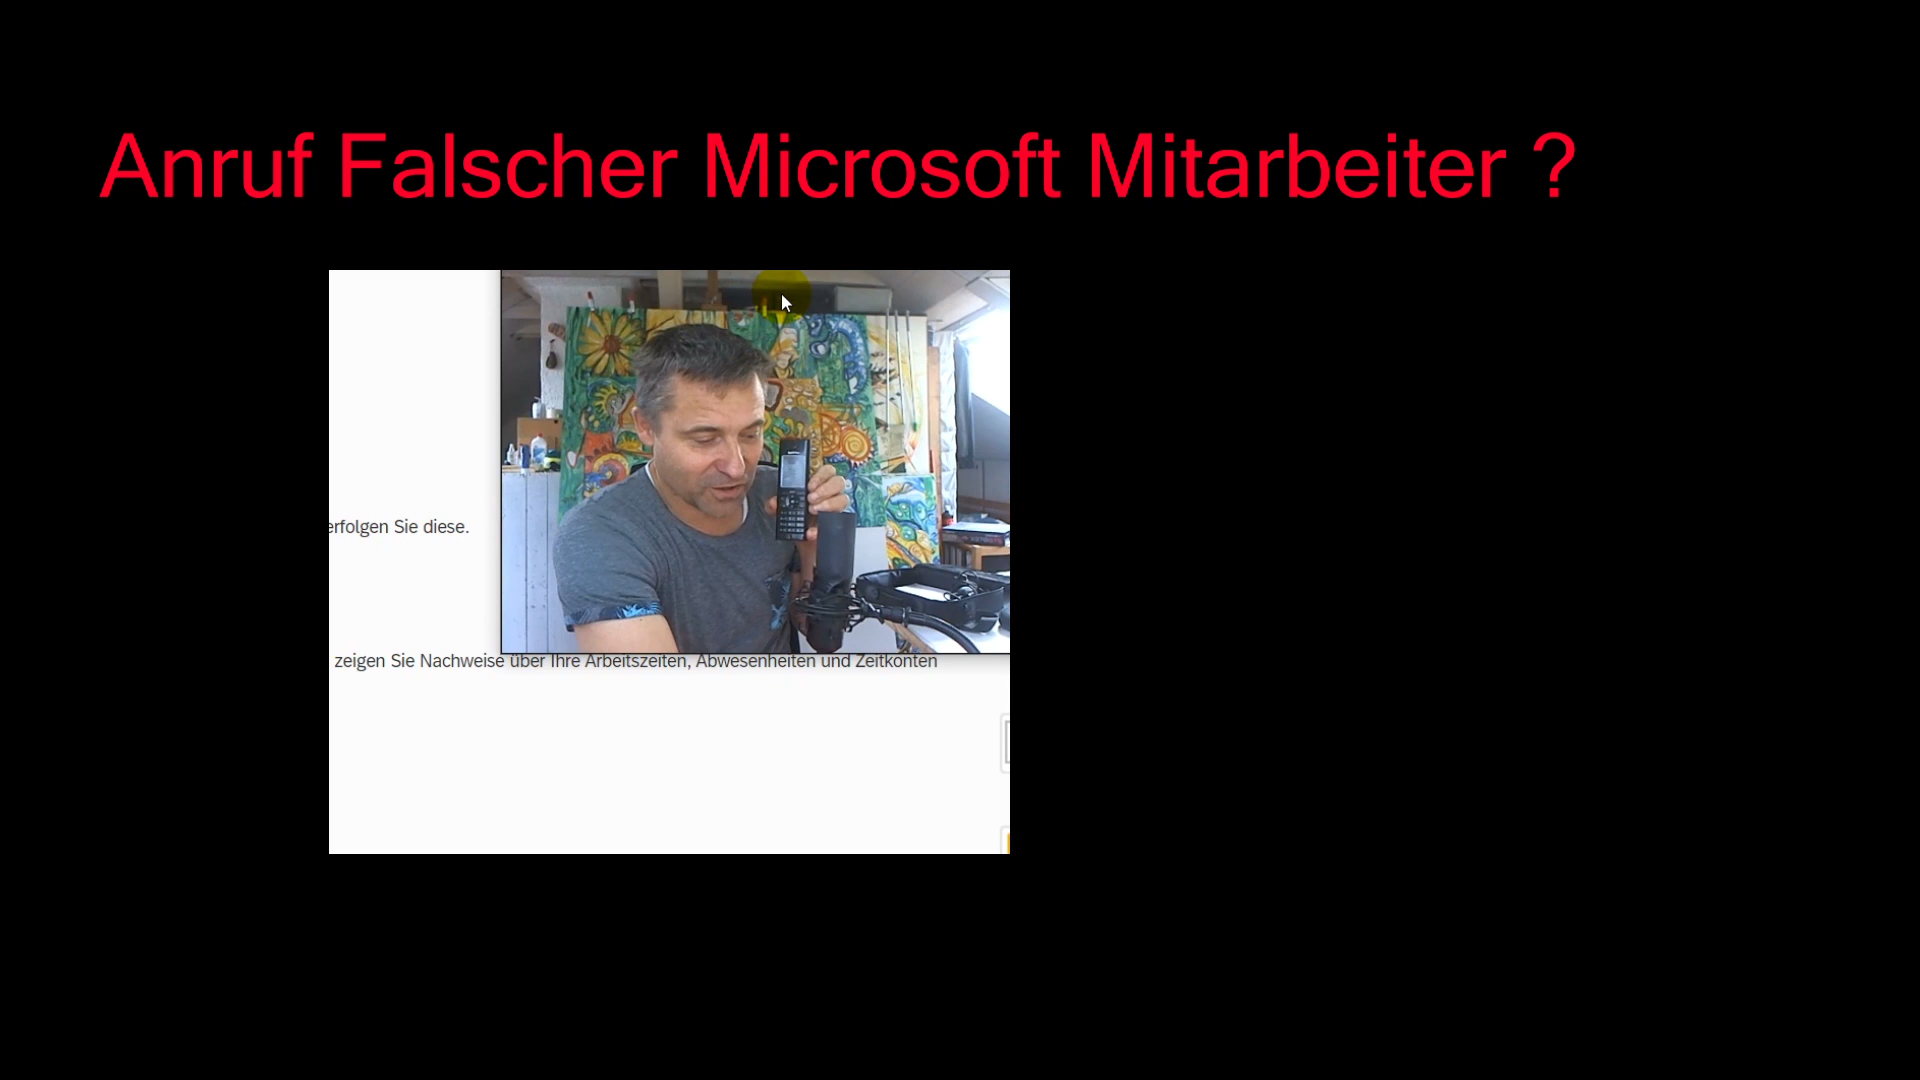 Anruf Falscher Microsoft Mitarbeiter ?
erfolgen Sie diese.
zeigen Sie Nachweise über Ihre Arbeitszeiten, Abwesenheiten und Zeitkonten